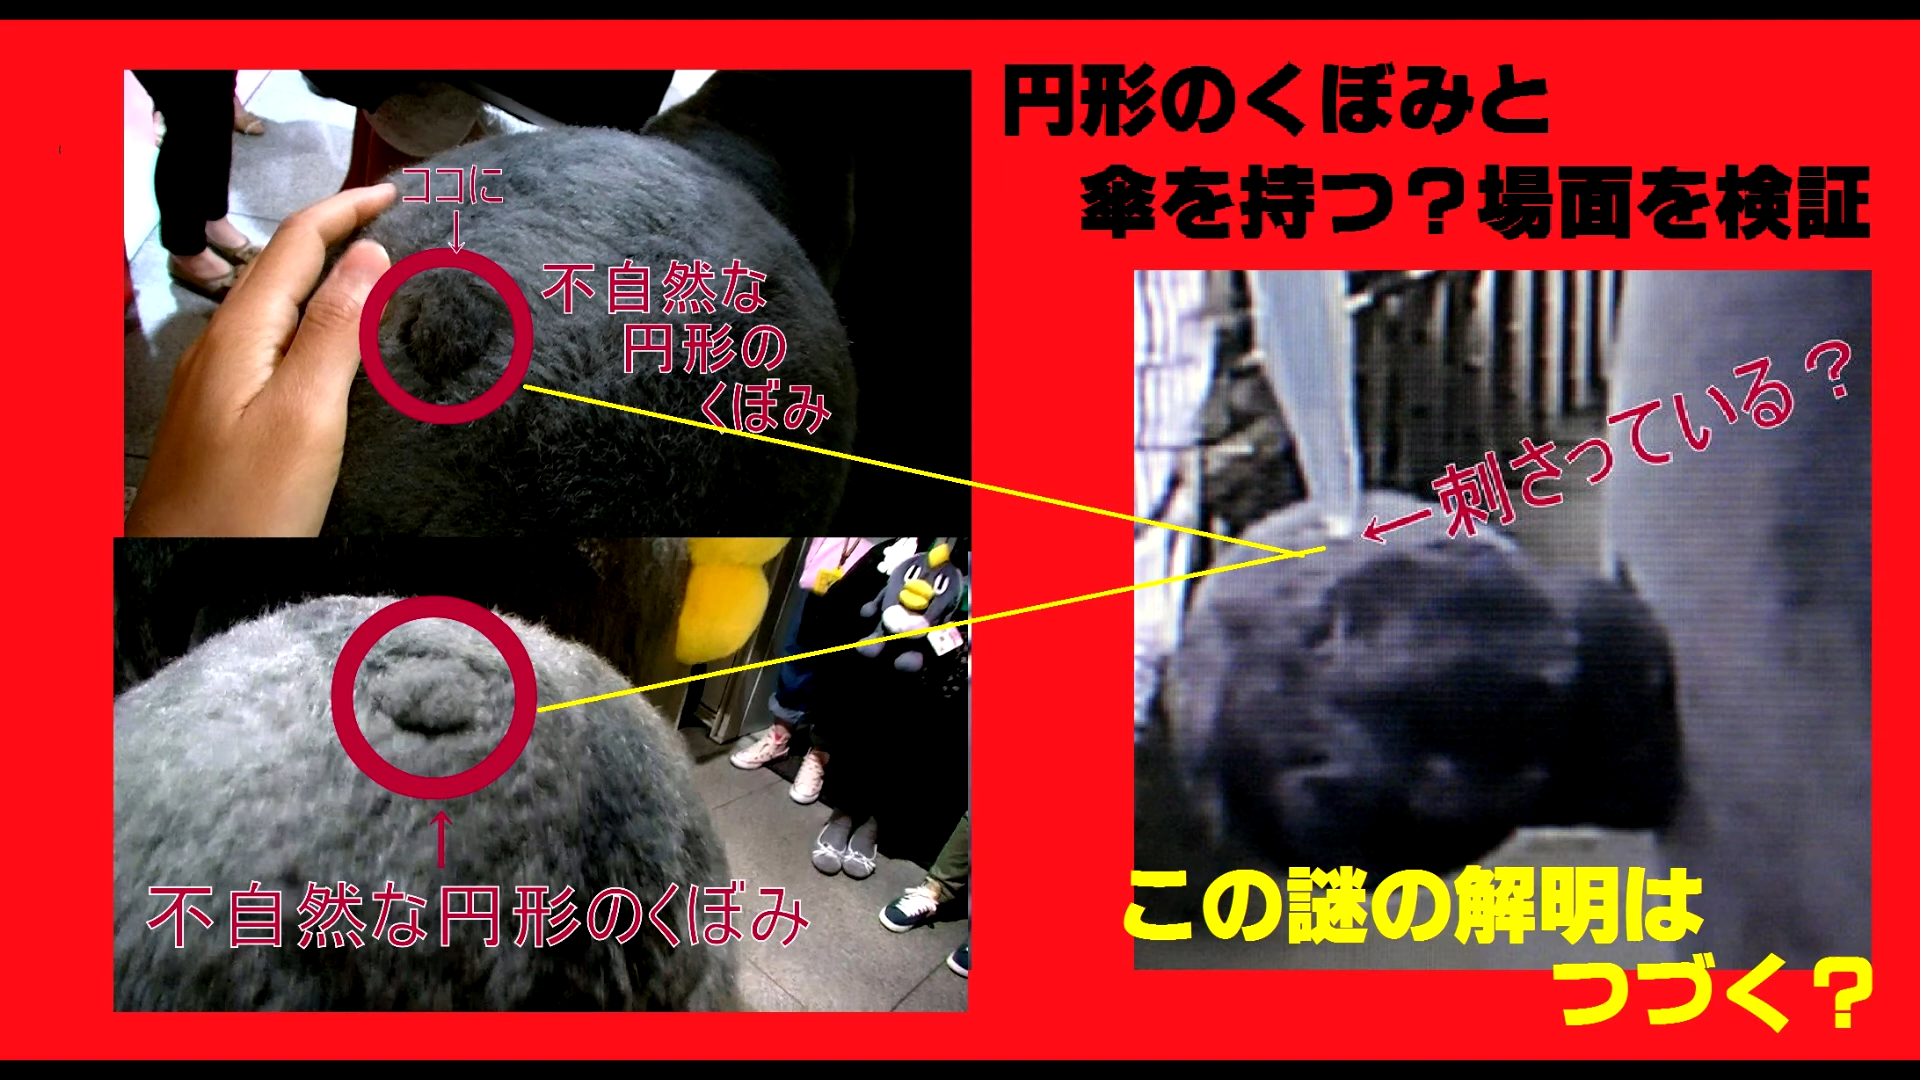 円形のくぼみと
傘を持つ？場面を検証
ココに
↓
不自然な
円形の
くぼみ
←刺さっている？
↑
不自然な円形のくぼみ
この謎の解明は
つづく？